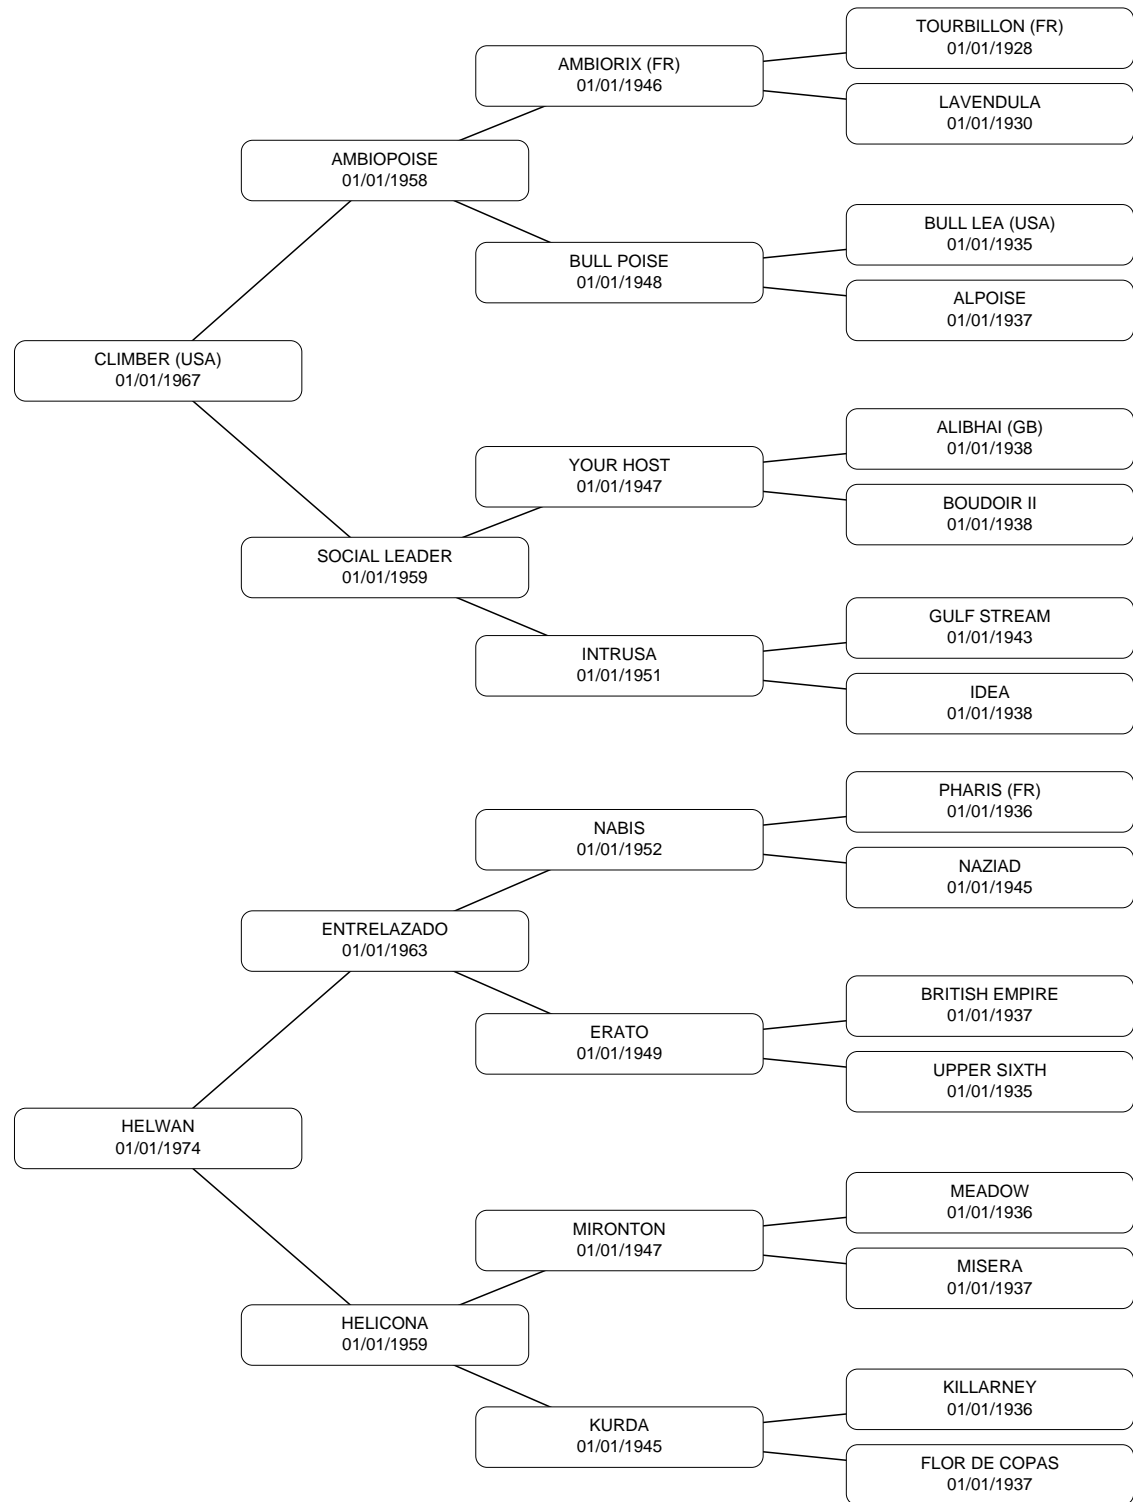 TOURBILLON (FR)
01/01/1928
AMBIORIX (FR)
01/01/1946
LAVENDULA
01/01/1930
AMBIOPOISE
01/01/1958
BULL LEA (USA)
01/01/1935
BULL POISE
01/01/1948
ALPOISE
01/01/1937
CLIMBER (USA)
01/01/1967
ALIBHAI (GB)
01/01/1938
YOUR HOST
01/01/1947
BOUDOIR II
01/01/1938
SOCIAL LEADER
01/01/1959
GULF STREAM
01/01/1943
INTRUSA
01/01/1951
IDEA
01/01/1938
PHARIS (FR)
01/01/1936
NABIS
01/01/1952
NAZIAD
01/01/1945
ENTRELAZADO
01/01/1963
BRITISH EMPIRE
01/01/1937
ERATO
01/01/1949
UPPER SIXTH
01/01/1935
HELWAN
01/01/1974
MEADOW
01/01/1936
MIRONTON
01/01/1947
MISERA
01/01/1937
HELICONA
01/01/1959
KILLARNEY
01/01/1936
KURDA
01/01/1945
FLOR DE COPAS
01/01/1937